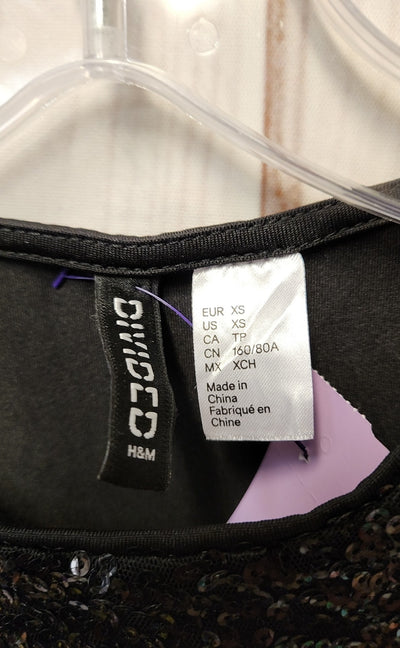 DIVIDED
H&M
EUR XS
US XS
CA TP
CN 160/80A
MX XCH
Made in
China
Fabriqué en
Chine